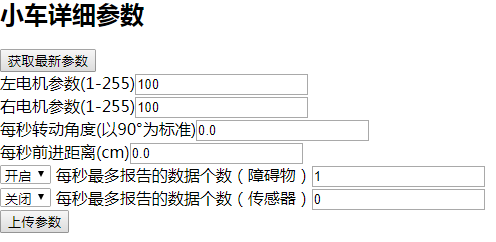 小车详细参数
获取最新参数
左电机参数(1-255) 100
右电机参数(1-255) 100
每秒转动角度(以90°为标准) 0.0
每秒前进距离(cm) 0.0
开启 每秒最多报告的数据个数（障碍物） 1
关闭 每秒最多报告的数据个数（传感器） 0
上传参数